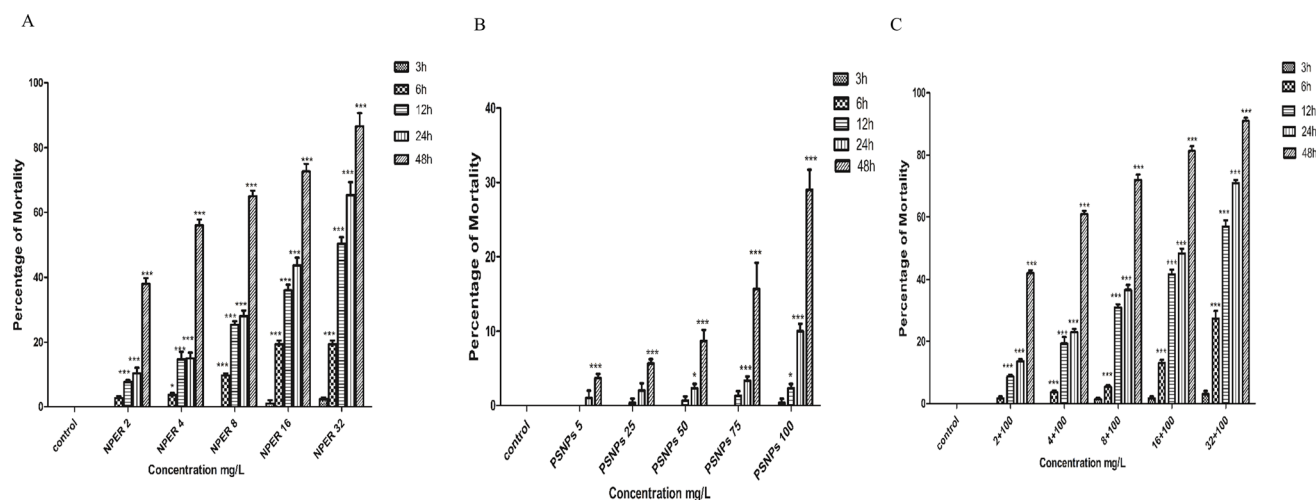 A
3h
6h
12h
24h
48h
Percentage of Mortality
100
80
60
40
20
0
***
*** ***
***
* *** ***
***
*** *** ***
***
*** *** ***
***
*** *** ***
***
control
NPER 2
NPER 4
NPER 8
NPER 16
NPER 32
Concentration mg/L
B
3h
6h
12h
24h
48h
Percentage of Mortality
40
30
20
10
0
***
***
* ***
*** ***
* *** ***
control
PSNPs 5
PSNPs 25
PSNPs 50
PSNPs 75
PSNPs 100
Concentration mg/L
C
3h
6h
12h
24h
48h
Percentage of Mortality
100
80
60
40
20
0
*** *** ***
*** *** *** ***
*** *** *** ***
*** *** *** ***
*** *** *** ***
control
2+100
4+100
8+100
16+100
32+100
Concentration mg/L